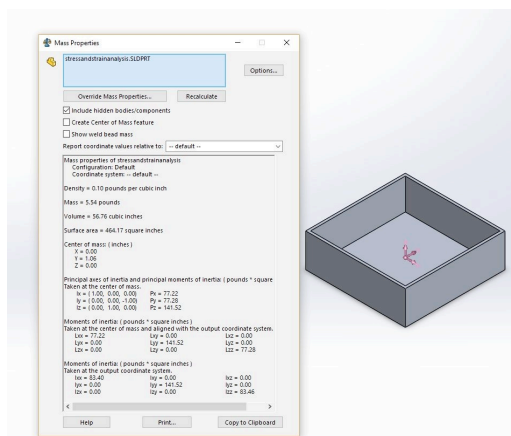 Mass Properties
stressandstrainanalysis.SLDPRT
Options...
Override Mass Properties...
Recalculate
Include hidden bodies/components
Create Center of Mass feature
Show weld bead mass
Report coordinate values relative to: -- default --
Mass properties of stressandstrainanalysis
Configuration: Default
Coordinate system: -- default --
Density = 0.10 pounds per cubic inch
Mass = 5.54 pounds
Volume = 56.76 cubic inches
Surface area = 464.17 square inches
Center of mass: ( inches )
X = 0.00
Y = 1.06
Z = 0.00
Principal axes of inertia and principal moments of inertia: ( pounds * square
Taken at the center of mass.
Ix = ( 1.00, 0.00, 0.00) Px = 77.22
Iy = ( 0.00, 0.00, -1.00) Py = 77.28
Iz = ( 0.00, 1.00, 0.00) Pz = 141.52
Moments of inertia: ( pounds * square inches )
Taken at the center of mass and aligned with the output coordinate system.
Lxx = 77.22 Lxy = 0.00 Lxz = 0.00
Lyx = 0.00 Lyy = 141.52 Lyz = 0.00
Lzx = 0.00 Lzy = 0.00 Lzz = 77.28
Moments of inertia: ( pounds * square inches )
Taken at the output coordinate system.
Ixx = 83.40 Ixy = 0.00 Ixz = 0.00
Iyx = 0.00 Iyy = 141.52 Iyz = 0.00
Izx = 0.00 Izy = 0.00 Izz = 83.46
Help
Print...
Copy to Clipboard